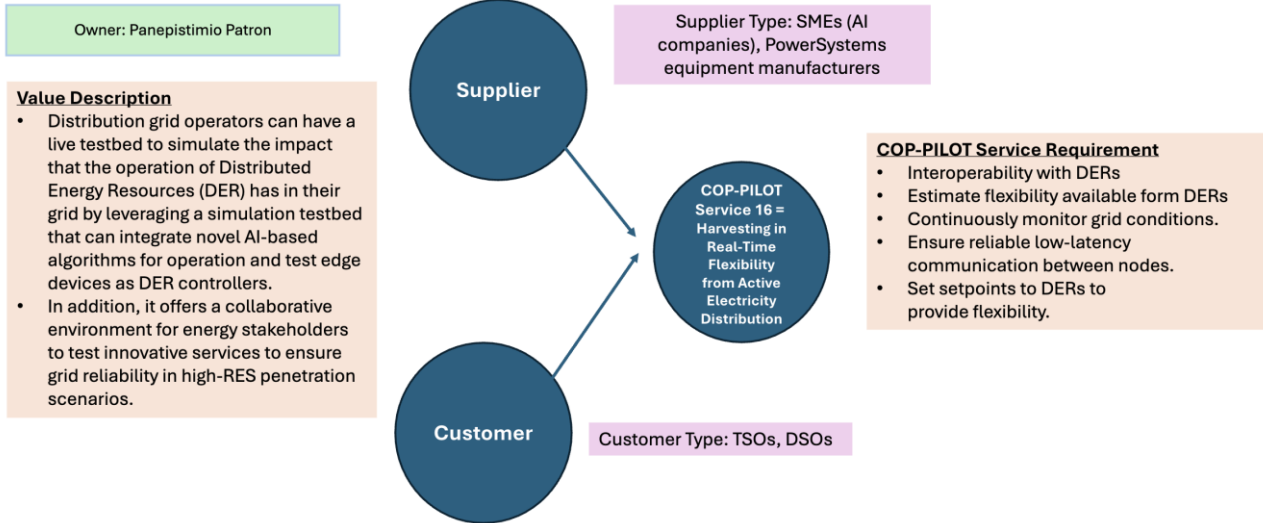 Owner: Panepistimio Patron
Value Description
• Distribution grid operators can have a
live testbed to simulate the impact
that the operation of Distributed
Energy Resources (DER) has in their
grid by leveraging a simulation testbed
that can integrate novel AI-based
algorithms for operation and test edge
devices as DER controllers.
• In addition, it offers a collaborative
environment for energy stakeholders
to test innovative services to ensure
grid reliability in high-RES penetration
scenarios.
Supplier
Supplier Type: SMEs (AI
companies), PowerSystems
equipment manufacturers
Customer
Customer Type: TSOs, DSOs
COP-PILOT
Service 16 =
Harvesting in
Real-Time
Flexibility
from Active
Electricity
Distribution
COP-PILOT Service Requirement
• Interoperability with DERs
• Estimate flexibility available form DERs
• Continuously monitor grid conditions.
• Ensure reliable low-latency
communication between nodes.
• Set setpoints to DERs to
provide flexibility.